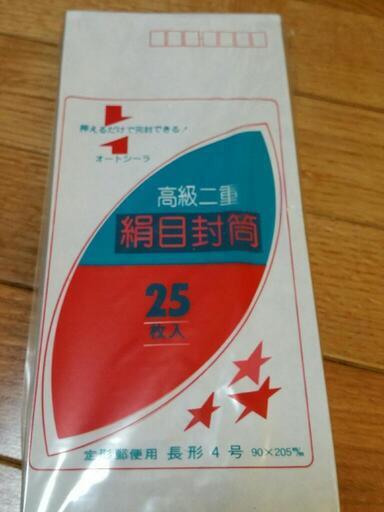 押えるだけで完封できる!
オートシーラ
高級二重
絹目封筒
25
枚入
定形郵便用 長形4号 90×205㎜